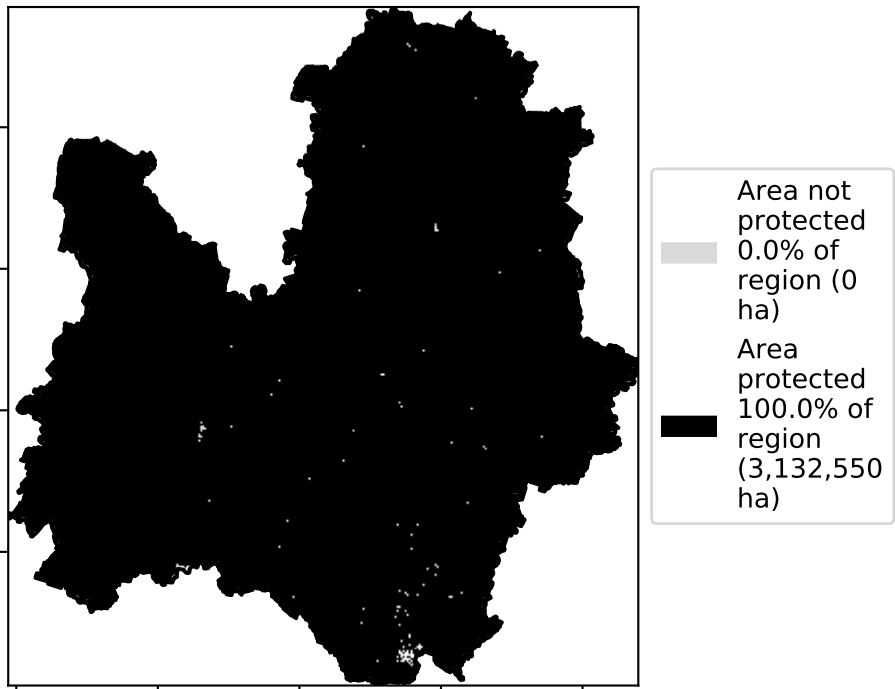 Area not
protected
0.0% of
region (0
ha)
Area
protected
100.0% of
region
(3,132,550
ha)